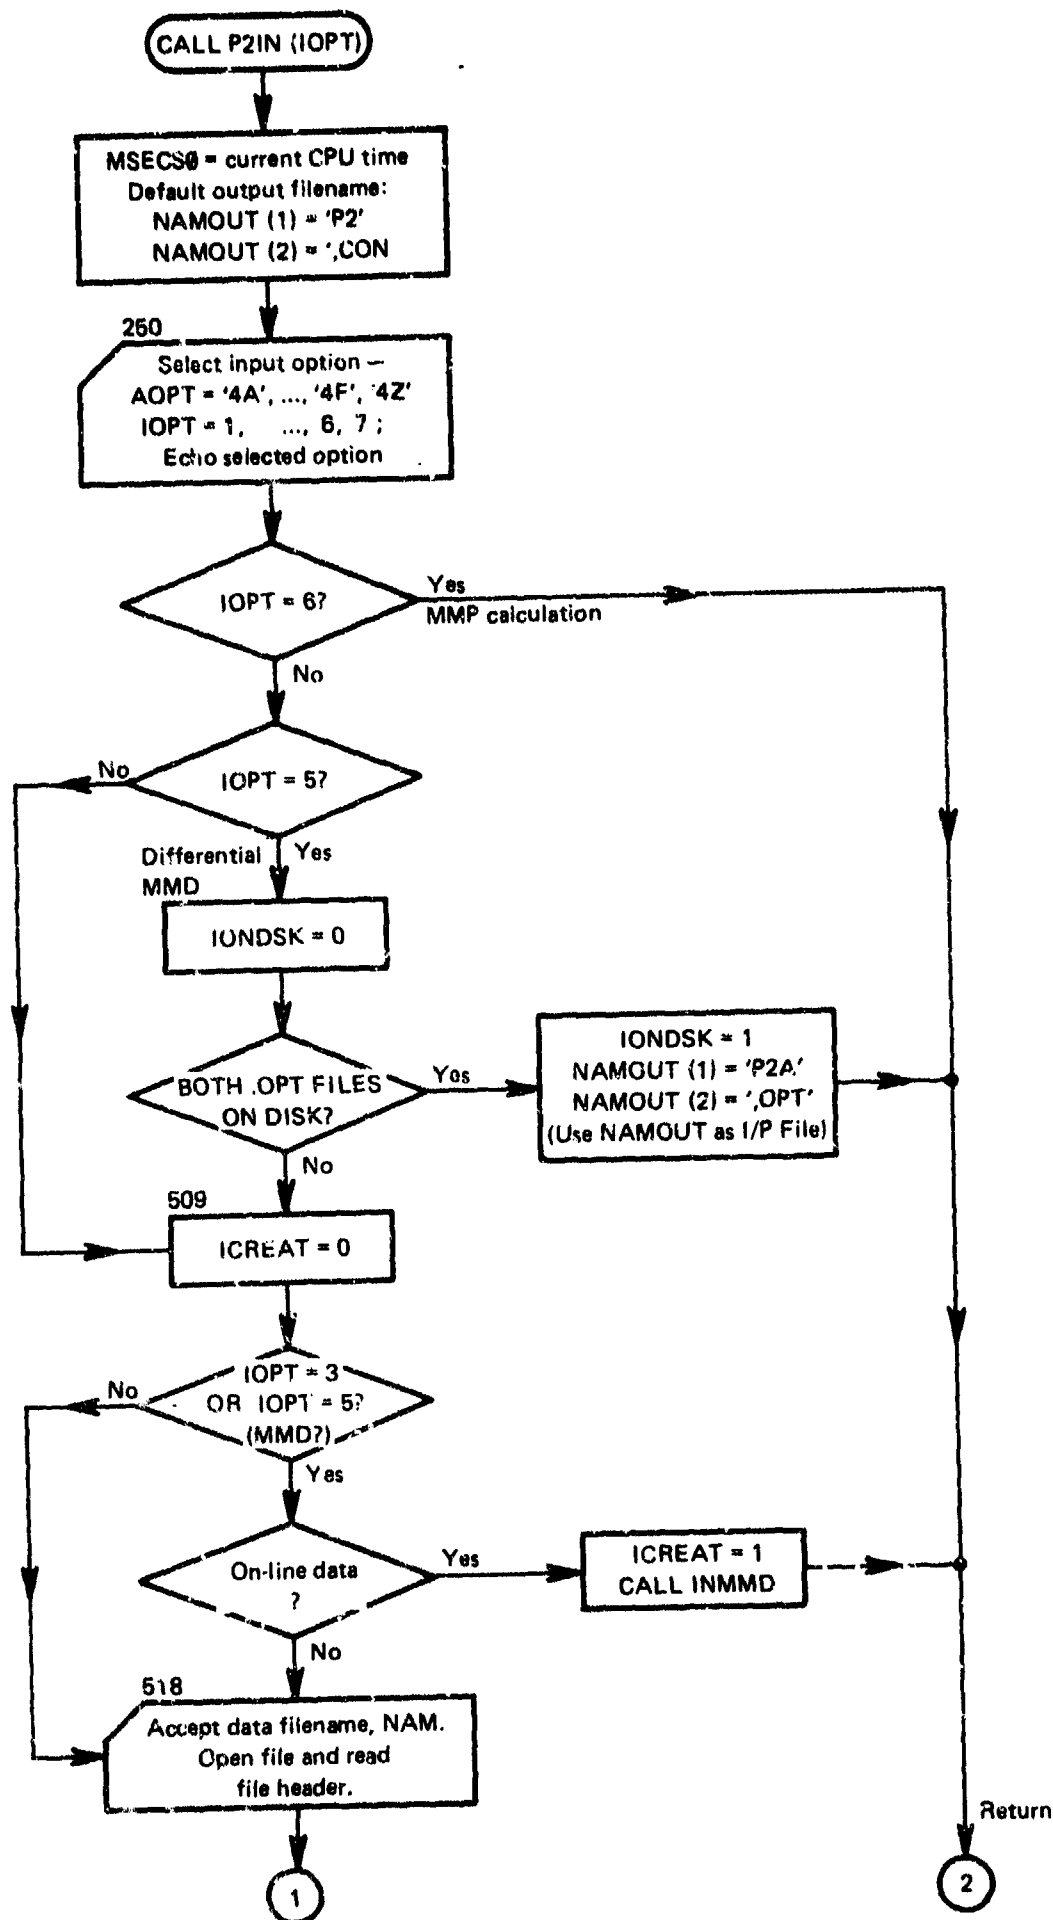 CALL P2IN (IOPT)
MSECS0 = current CPU time
Default output filename:
NAMOUT (1) = 'P2'
NAMOUT (2) = ',CON
260
Select input option –
AOPT = '4A', ..., '4F', '4Z'
IOPT = 1, ..., 6, 7 ;
Echo selected option
IOPT = 6?
Yes
MMP calculation
No
IOPT = 5?
No
Differential
MMD
Yes
IONDSK = 0
BOTH .OPT FILES
ON DISK?
Yes
IONDSK = 1
NAMOUT (1) = 'P2A'
NAMOUT (2) = ',OPT'
(Use NAMOUT as I/P File)
No
509
ICREAT = 0
IOPT = 3
OR IOPT = 5?
(MMD?)
No
Yes
On-line data
?
Yes
ICREAT = 1
CALL INMMD
No
518
Accept data filename, NAM.
Open file and read
file header.
Return
1
2